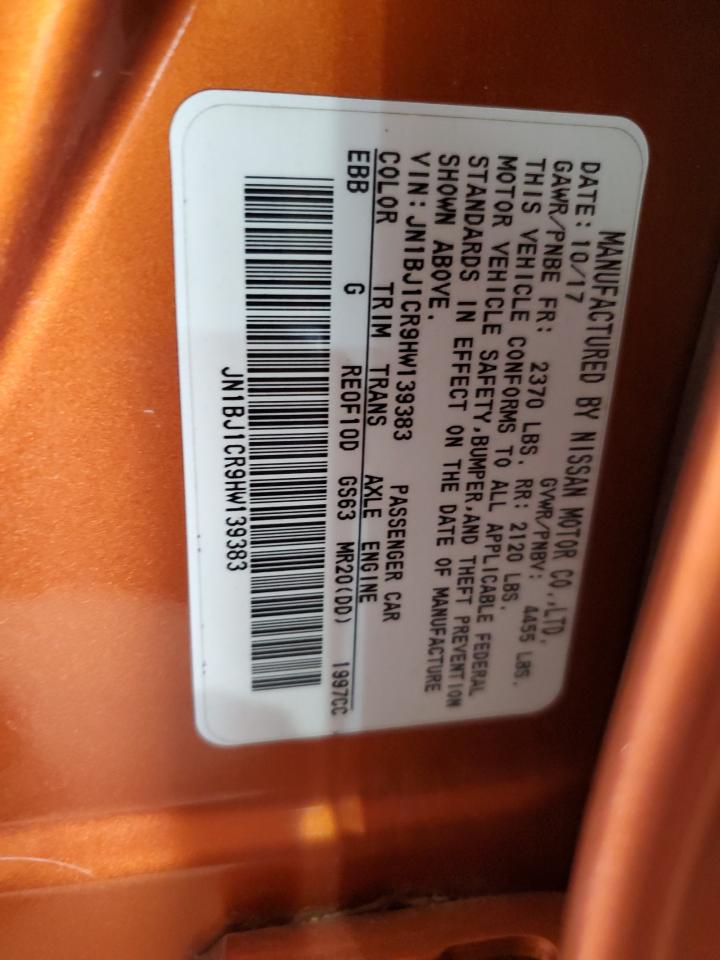 MANUFACTURED BY NISSAN MOTOR CO.,LTD.
DATE: 10/17 GVWR/PNBV: 4455 LBS.
GAWR/PNBE FR: 2370 LBS. RR: 2120 LBS.
THIS VEHICLE CONFORMS TO ALL APPLICABLE FEDERAL
MOTOR VEHICLE SAFETY,BUMPER,AND THEFT PREVENTION
STANDARDS IN EFFECT ON THE DATE OF MANUFACTURE
SHOWN ABOVE.
VIN:JN1BJ1CR9HW139383 PASSENGER CAR
COLOR TRIM TRANS AXLE ENGINE
EBB G RE0F10D GS63 MR20(DD) 1997CC
JN1BJ1CR9HW139383